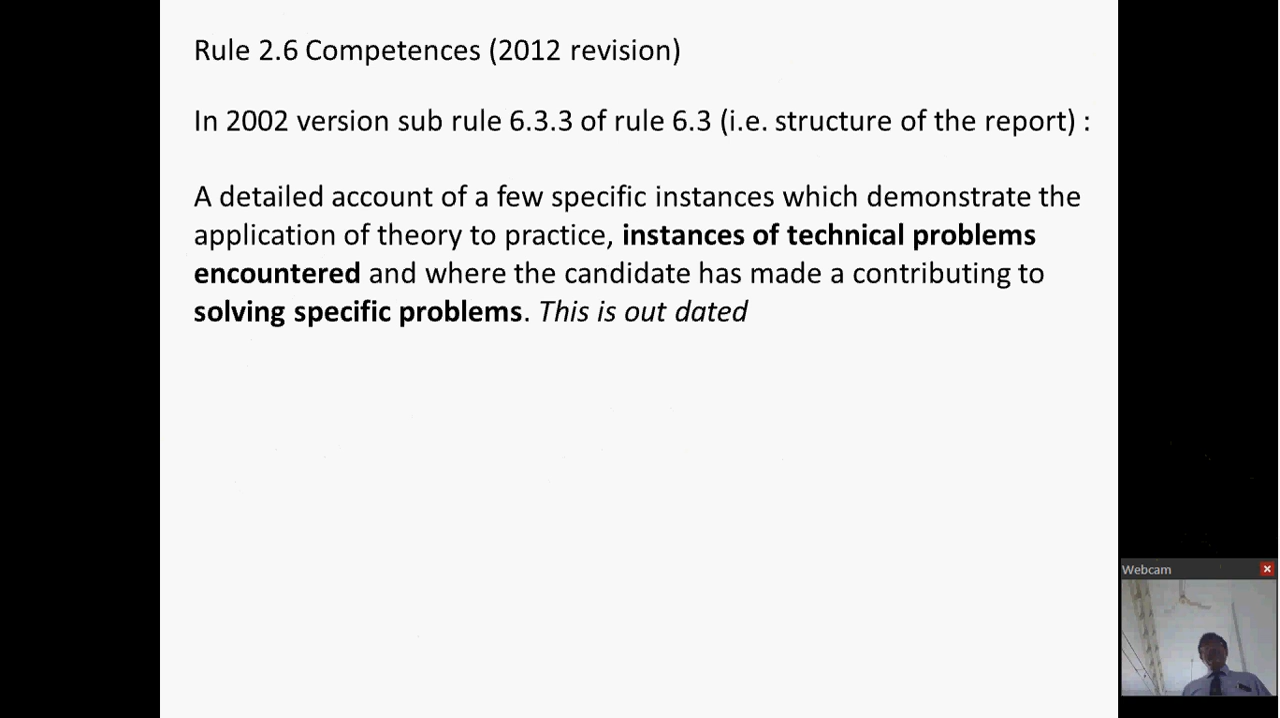 Rule 2.6 Competences (2012 revision)
In 2002 version sub rule 6.3.3 of rule 6.3 (i.e. structure of the report) :
A detailed account of a few specific instances which demonstrate the
application of theory to practice, instances of technical problems
encountered and where the candidate has made a contributing to
solving specific problems. This is out dated
Webcam